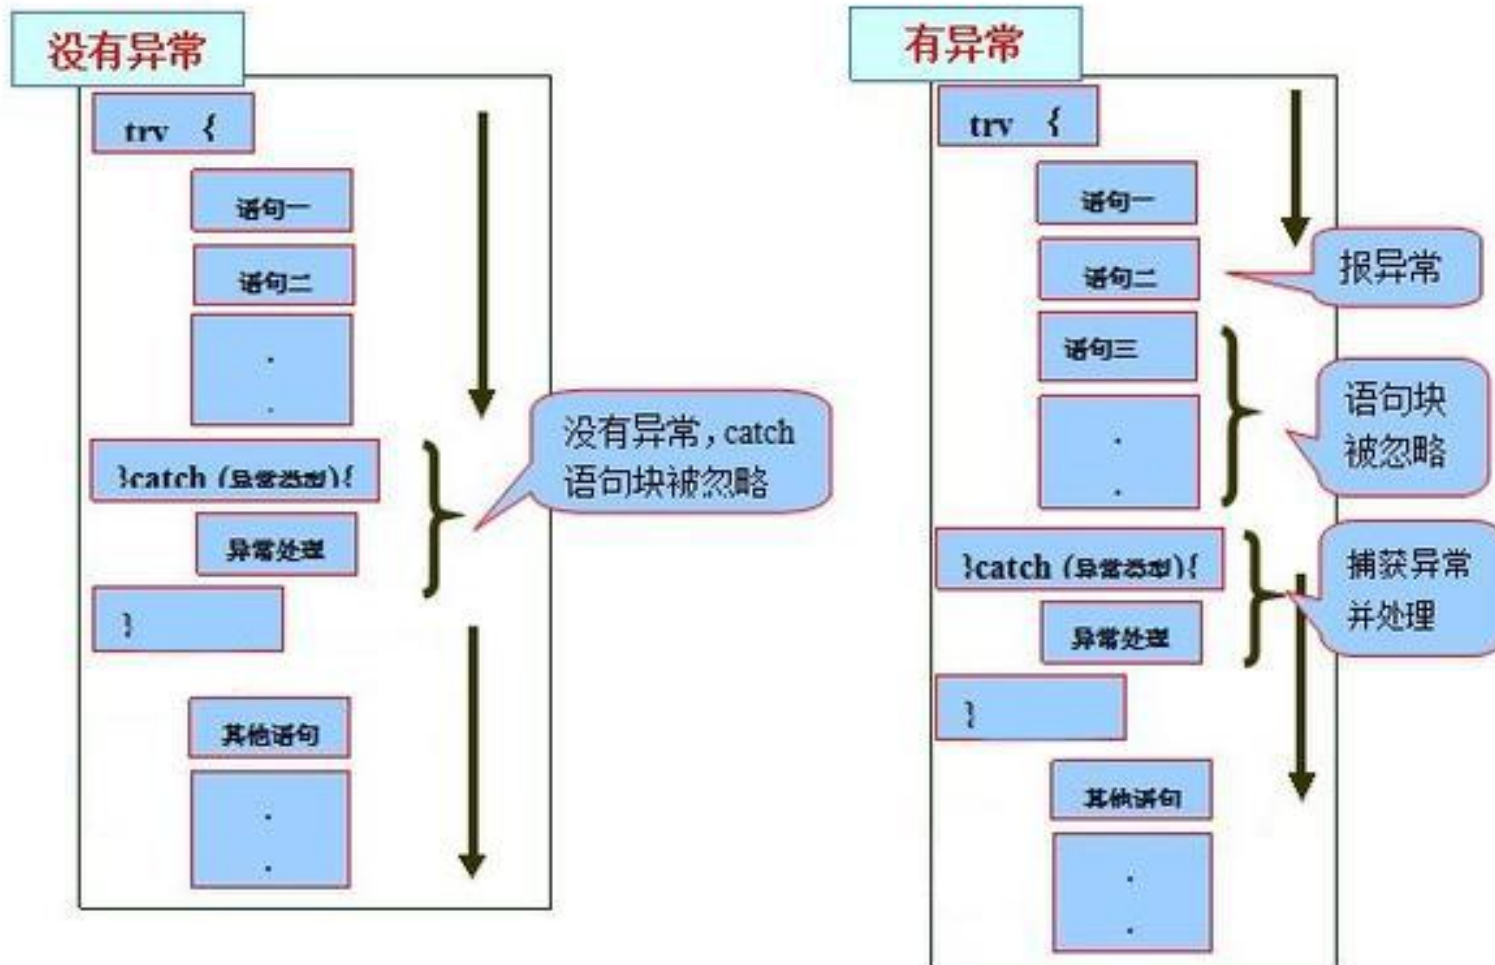 没有异常
try {
语句一
语句二
.
.
}catch (异常类型){
异常处理
}
其他语句
.
.
没有异常，catch
语句块被忽略
有异常
try {
语句一
语句二
语句三
.
.
}catch (异常类型){
异常处理
}
其他语句
.
.
报异常
语句块
被忽略
捕获异常
并处理